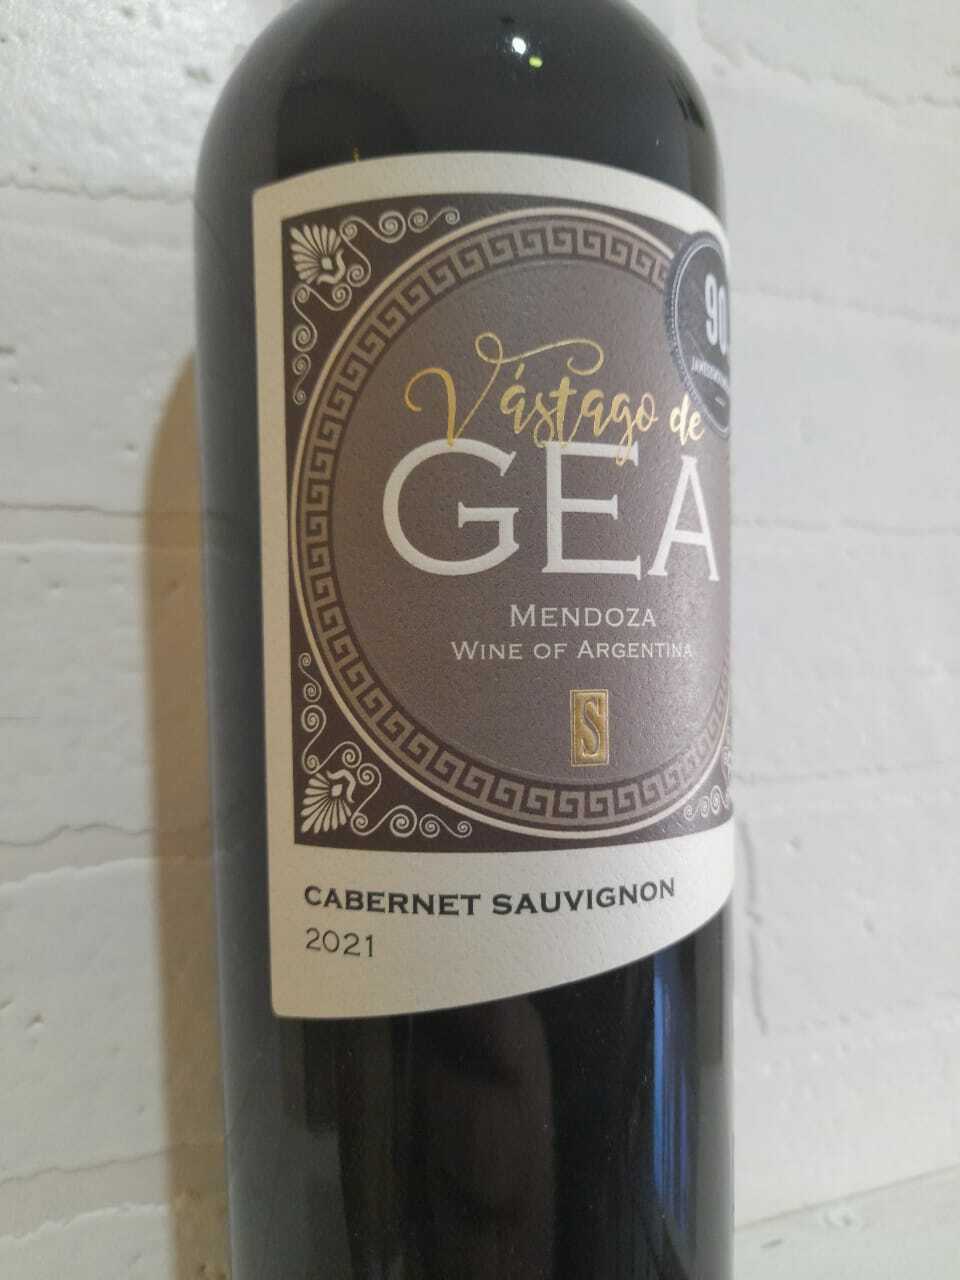 90
Vástago de
GEA
MENDOZA
WINE OF ARGENTINA
S
CABERNET SAUVIGNON
2021